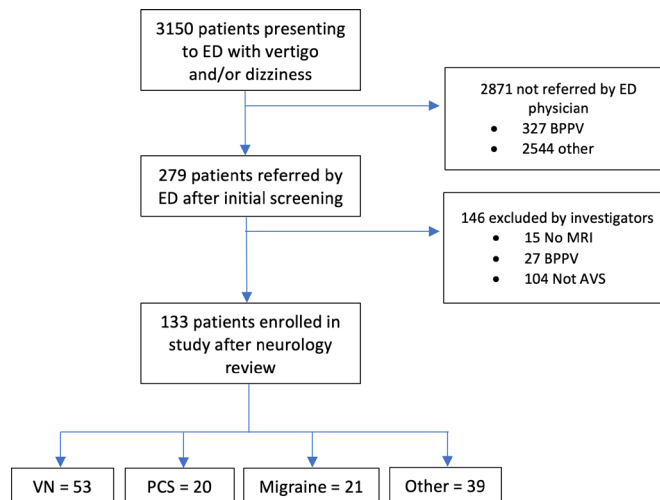 3150 patients presenting
to ED with vertigo
and/or dizziness
2871 not referred by ED
physician
• 327 BPPV
• 2544 other
279 patients referred by
ED after initial screening
146 excluded by investigators
• 15 No MRI
• 27 BPPV
• 104 Not AVS
133 patients enrolled in
study after neurology
review
VN = 53
PCS = 20
Migraine = 21
Other = 39